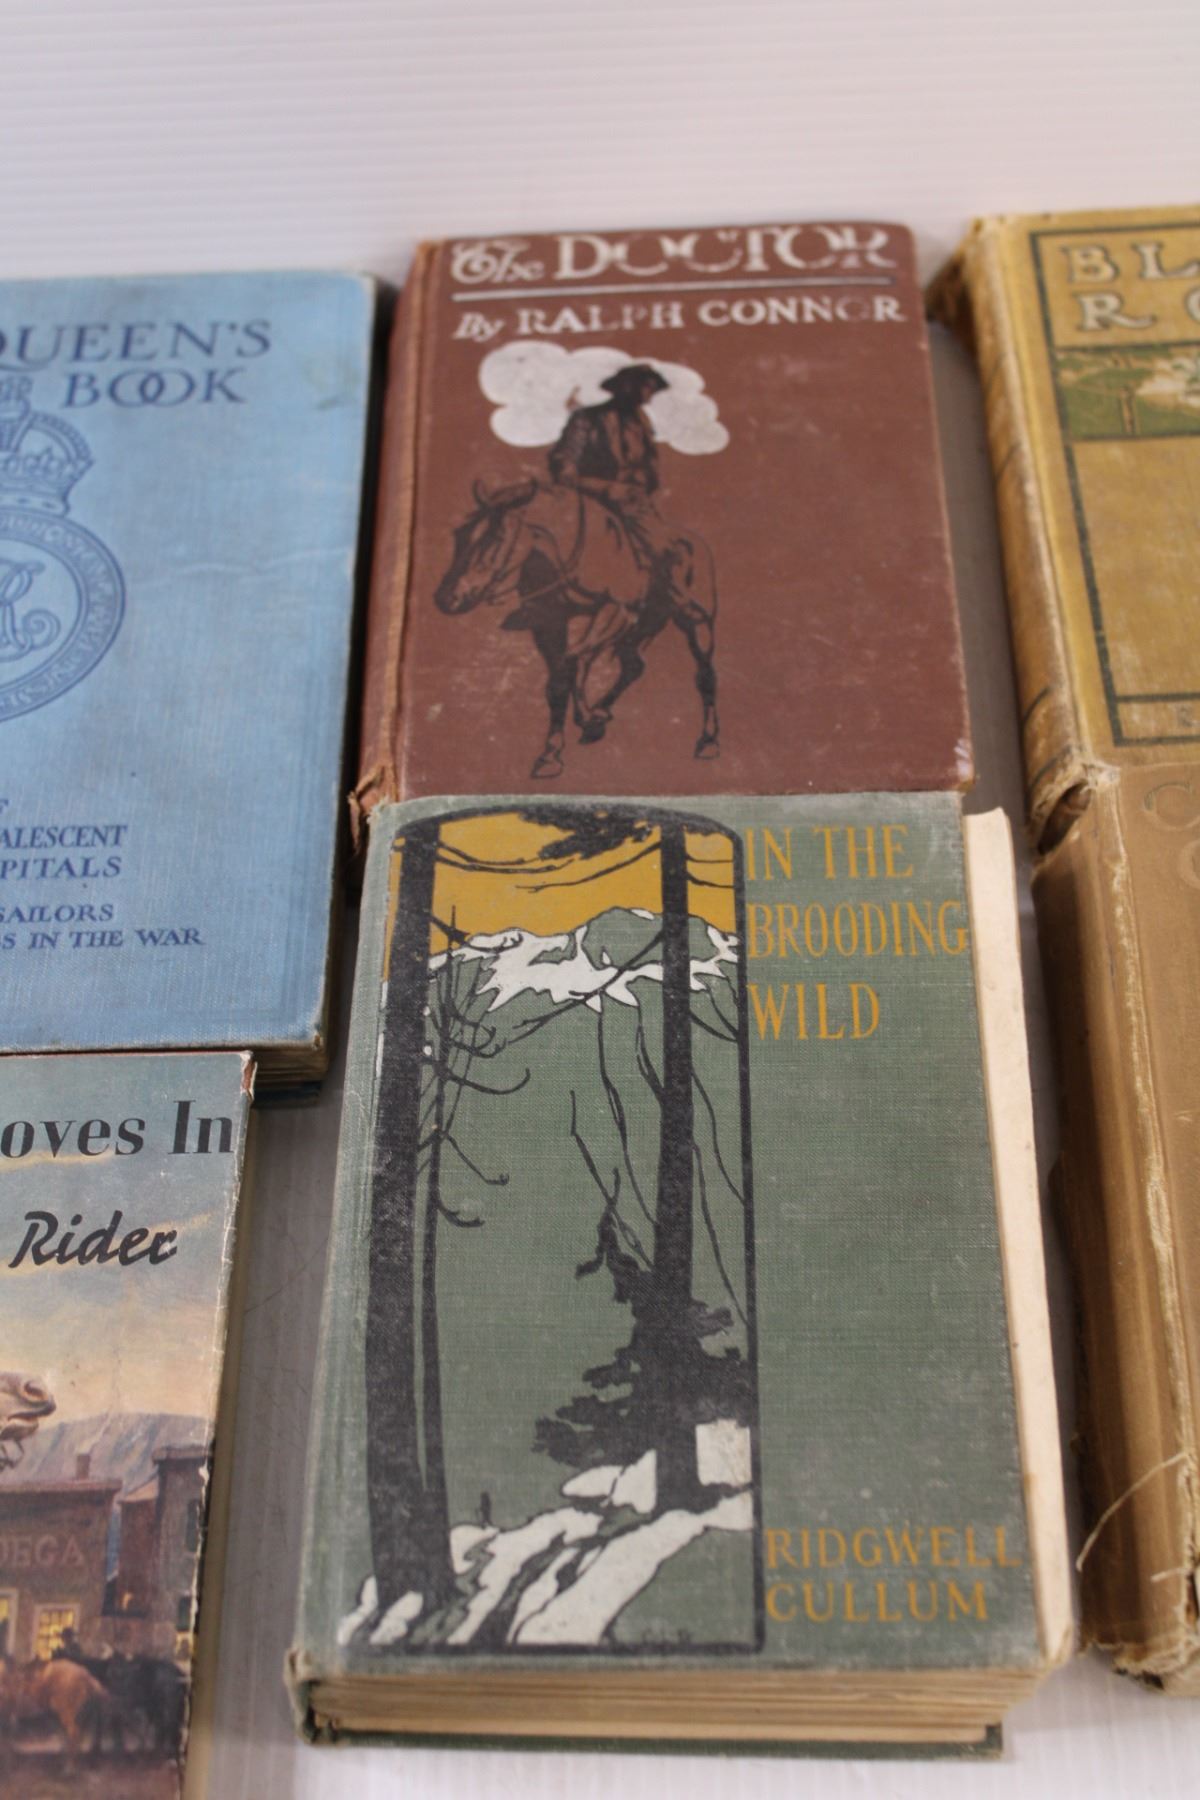 QUEEN'S
BOOK
ALESCENT
PITALS
SAILORS
IN THE WAR
The DOCTOR
By RALPH CONNOR
BL
R
oves In
Rider
IN THE
BROODING
WILD
RIDGWELL
CULLUM